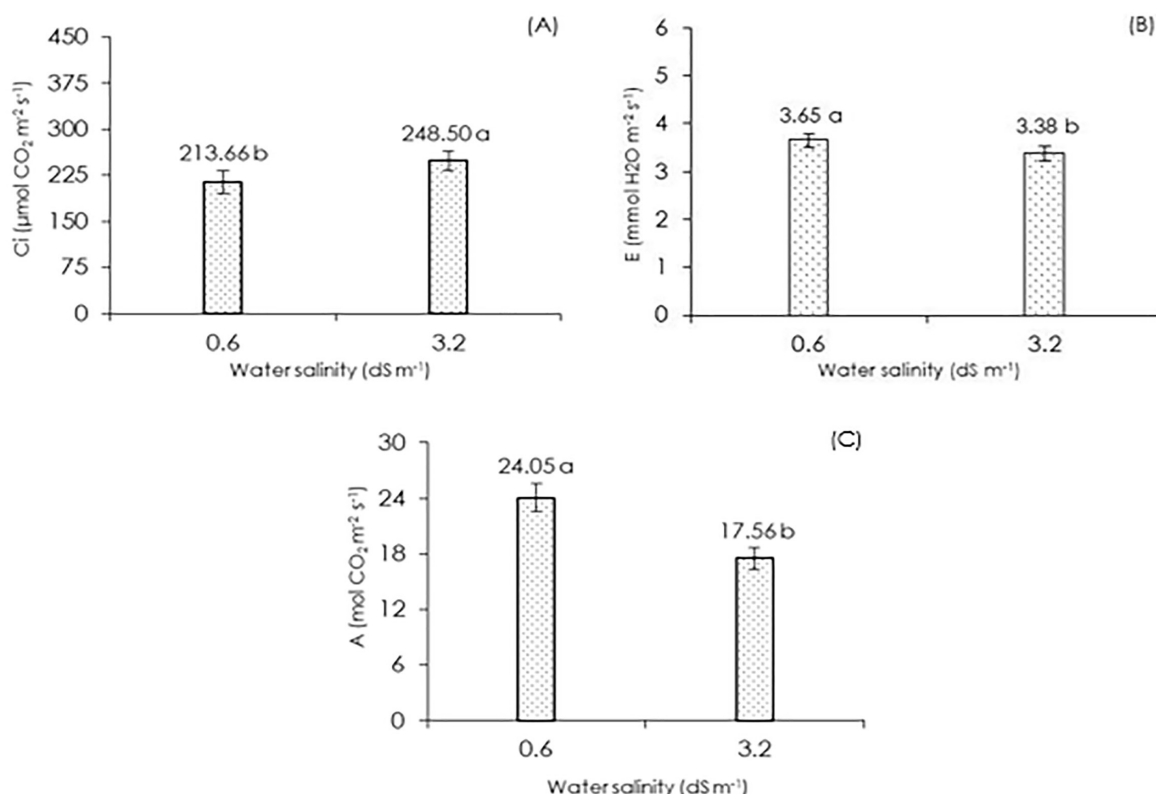 (A)
Ci (µmol CO₂ m⁻² s⁻¹)
450
375
300
225
150
75
0
213.66 b
248.50 a
0.6
3.2
Water salinity (dS m⁻¹)
(B)
E (mmol H2O m⁻² s⁻¹)
6
5
4
3
2
1
0
3.65 a
3.38 b
0.6
3.2
Water salinity (dS m⁻¹)
(C)
A (mol CO₂ m⁻² s⁻¹)
30
24
18
12
6
0
24.05 a
17.56 b
0.6
3.2
Water salinity (dS m⁻¹)